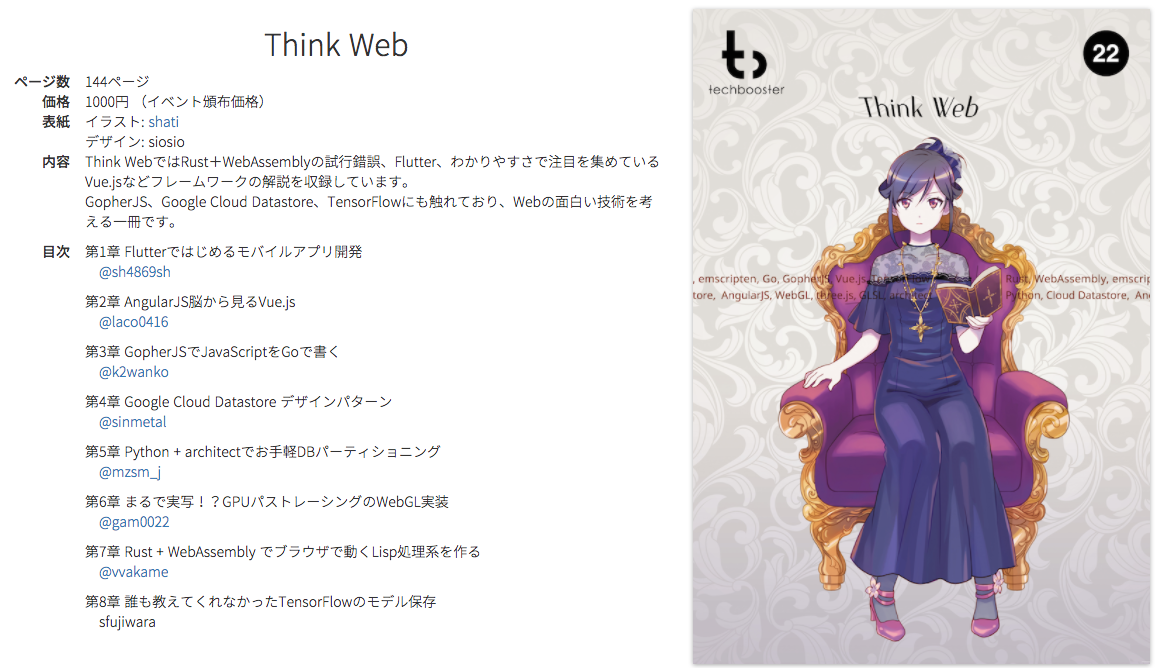 Think Web
ページ数 144ページ
価格 1000円 （イベント頒布価格）
表紙 イラスト: shati
デザイン: siosio
内容 Think WebではRust＋WebAssemblyの試行錯誤、Flutter、わかりやすさで注目を集めている
Vue.jsなどフレームワークの解説を収録しています。
GopherJS、Google Cloud Datastore、TensorFlowにも触れており、Webの面白い技術を考
える一冊です。
目次 第1章 Flutterではじめるモバイルアプリ開発
@sh4869sh
第2章 AngularJS脳から見るVue.js
@laco0416
第3章 GopherJSでJavaScriptをGoで書く
@k2wanko
第4章 Google Cloud Datastore デザインパターン
@sinmetal
第5章 Python + architectでお手軽DBパーティショニング
@mzsm_j
第6章 まるで実写！？GPUパストレーシングのWebGL実装
@gam0022
第7章 Rust + WebAssembly でブラウザで動くLisp処理系を作る
@vvakame
第8章 誰も教えてくれなかったTensorFlowのモデル保存
sfujiwara
tb
techbooster
22
Think Web
, emscripten, Go, GopherJS, Vue.js, Rust, WebAssembly, emscrip
tore, AngularJS, WebGL, three.js, GLSL, architect Python, Cloud Datastore, An